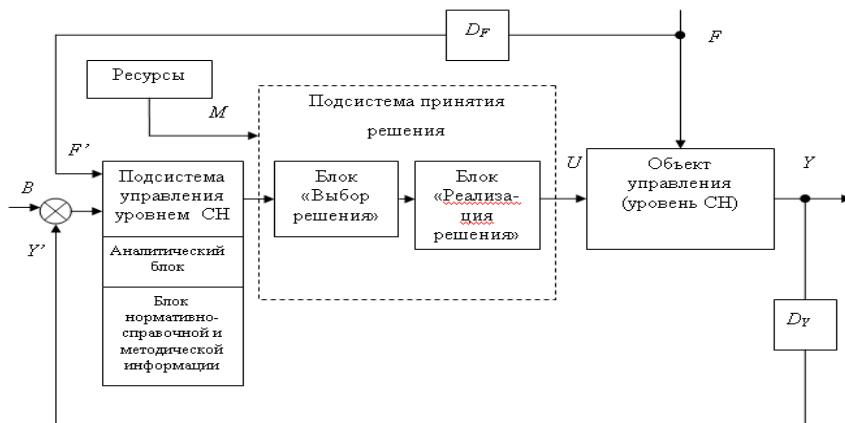 D_F
F
Ресурсы
M
Подсистема принятия
решения
F’
B
Y’
Подсистема
управления
уровнем СН
Аналитический
блок
Блок
нормативно-
справочной и
методической
информации
Блок
«Выбор
решения»
Блок
«Реализа-
ция
решения»
U
Объект
управления
(уровень СН)
Y
D_Y